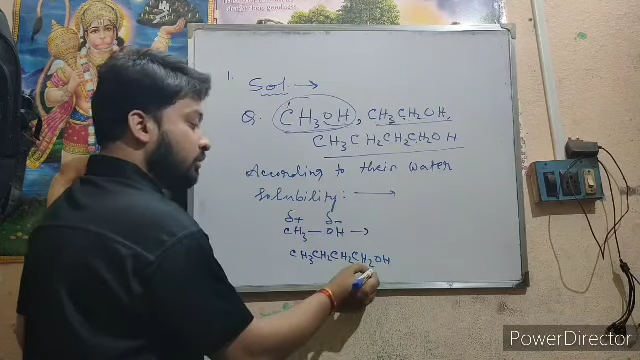 1.
Sol. →
Q. CH₃OH, CH₃CH₂OH,
CH₃CH₂CH₂CH₂OH
According to their water
Solubility: →
δ+ δ-
CH₃—OH →
CH₃CH₂CH₂CH₂OH
PowerDirector